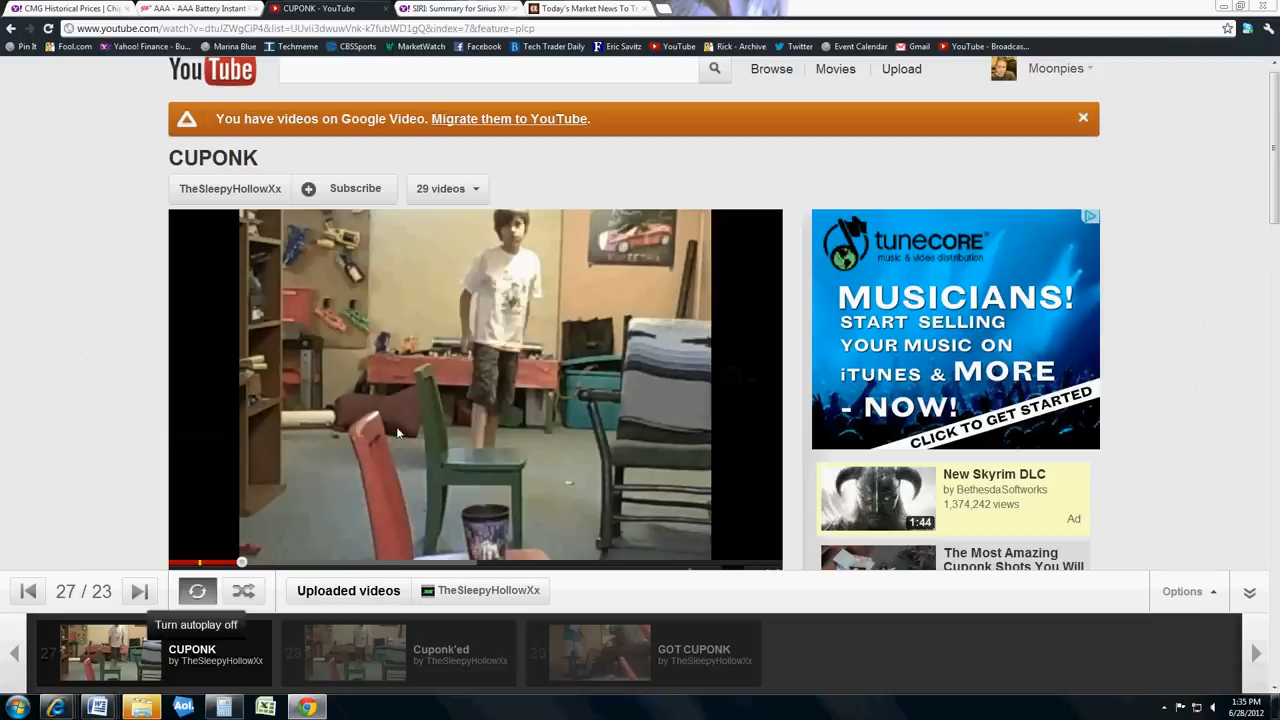 CMG Historical Prices | Chip
AAA - AAA Battery Instant F
CUPONK - YouTube
SIRI: Summary for Sirius XM
Today's Market News To Tr
www.youtube.com/watch?v=dtuJZWgCiP4&list=UUvii3dwuwVnk-k7fubWD1gQ&index=7&feature=plcp
Pin It
Fool.com
Yahoo! Finance - Bu...
Marina Blue
Techmeme
CBSSports
MarketWatch
Facebook
Tech Trader Daily
Eric Savitz
YouTube
Rick - Archive
Twitter
Event Calendar
Gmail
YouTube - Broadcas...
YouTube
Browse
Movies
Upload
Moonpies
You have videos on Google Video. Migrate them to YouTube.
CUPONK
TheSleepyHollowXx
Subscribe
29 videos
tunecore
music & video distribution
MUSICIANS!
START SELLING
YOUR MUSIC ON
iTUNES & MORE
- NOW!
CLICK TO GET STARTED
New Skyrim DLC
by BethesdaSoftworks
1,374,242 views
Ad
1:44
The Most Amazing
Cuponk Shots You Will
27 / 23
Uploaded videos
TheSleepyHollowXx
Options
Turn autoplay off
27
CUPONK
by TheSleepyHollowXx
28
Cuponk'ed
by TheSleepyHollowXx
29
GOT CUPONK
by TheSleepyHollowXx
Aol.
1:35 PM
6/28/2012